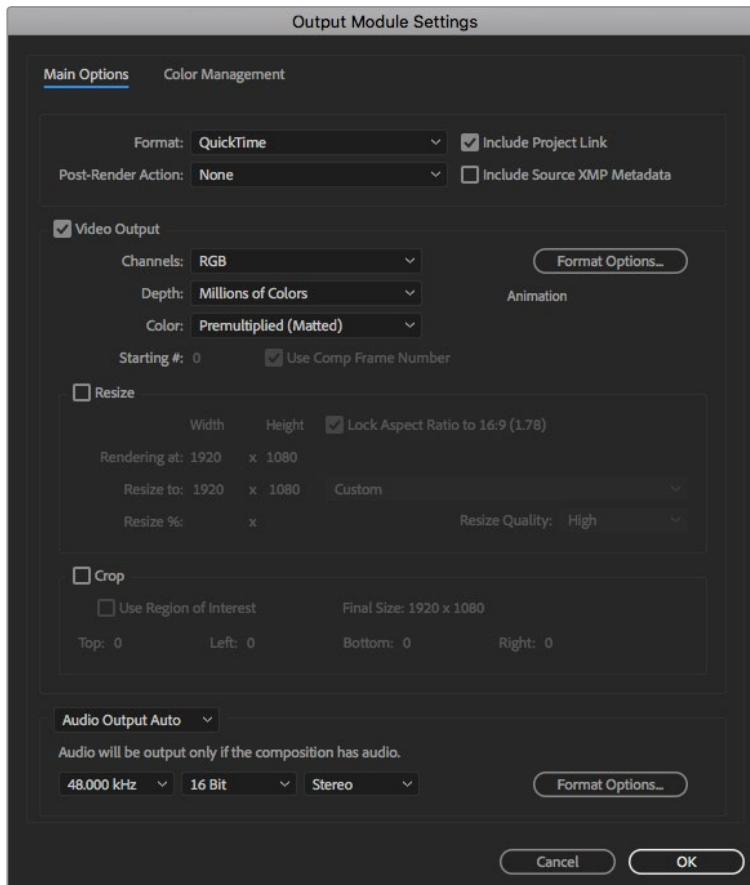 Output Module Settings
Main Options Color Management
Format: QuickTime Include Project Link
Post-Render Action: None Include Source XMP Metadata
Video Output
Channels: RGB Format Options...
Depth: Millions of Colors Animation
Color: Premultiplied (Matted)
Starting #: 0 Use Comp Frame Number
Resize
Width Height Lock Aspect Ratio to 16:9 (1.78)
Rendering at: 1920 x 1080
Resize to: 1920 x 1080 Custom
Resize %: x Resize Quality: High
Crop
Use Region of Interest Final Size: 1920 x 1080
Top: 0 Left: 0 Bottom: 0 Right: 0
Audio Output Auto
Audio will be output only if the composition has audio.
48.000 kHz 16 Bit Stereo Format Options...
Cancel OK